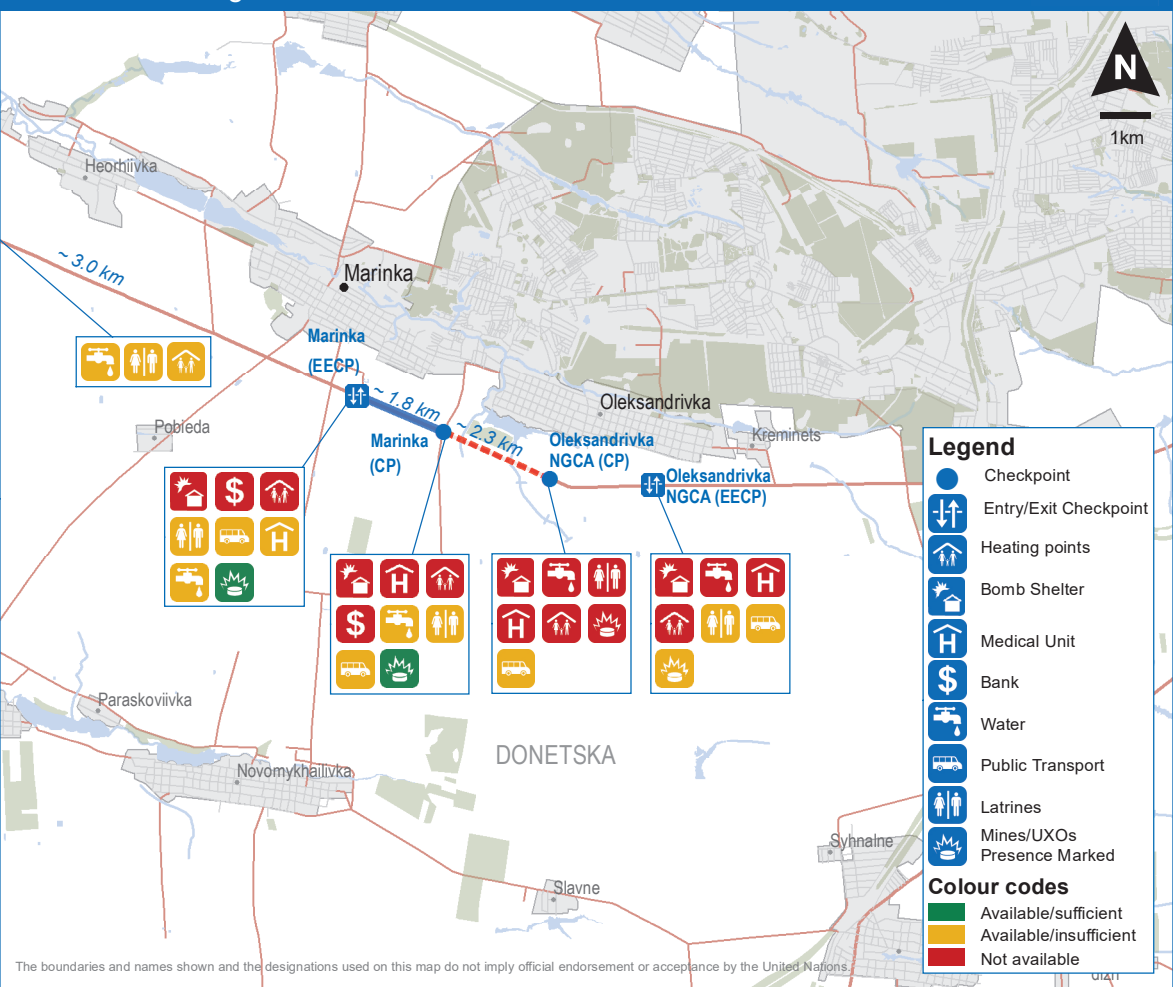 N
1km
Heorhiivka
~ 3.0 km
Marinka
Marinka
(EECP)
~ 1.8 km
Oleksandrivka
Pobieda
Marinka
(CP)
~ 2.3 km
Oleksandrivka
NGCA (CP)
Kreminets
Oleksandrivka
NGCA (EECP)
Paraskoviivka
Novomykhailivka
DONETSKA
Syhnalne
Slavne
Legend
Checkpoint
Entry/Exit Checkpoint
Heating points
Bomb Shelter
Medical Unit
Bank
Water
Public Transport
Latrines
Mines/UXOs
Presence Marked
Colour codes
Available/sufficient
Available/insufficient
Not available
The boundaries and names shown and the designations used on this map do not imply official endorsement or acceptance by the United Nations.